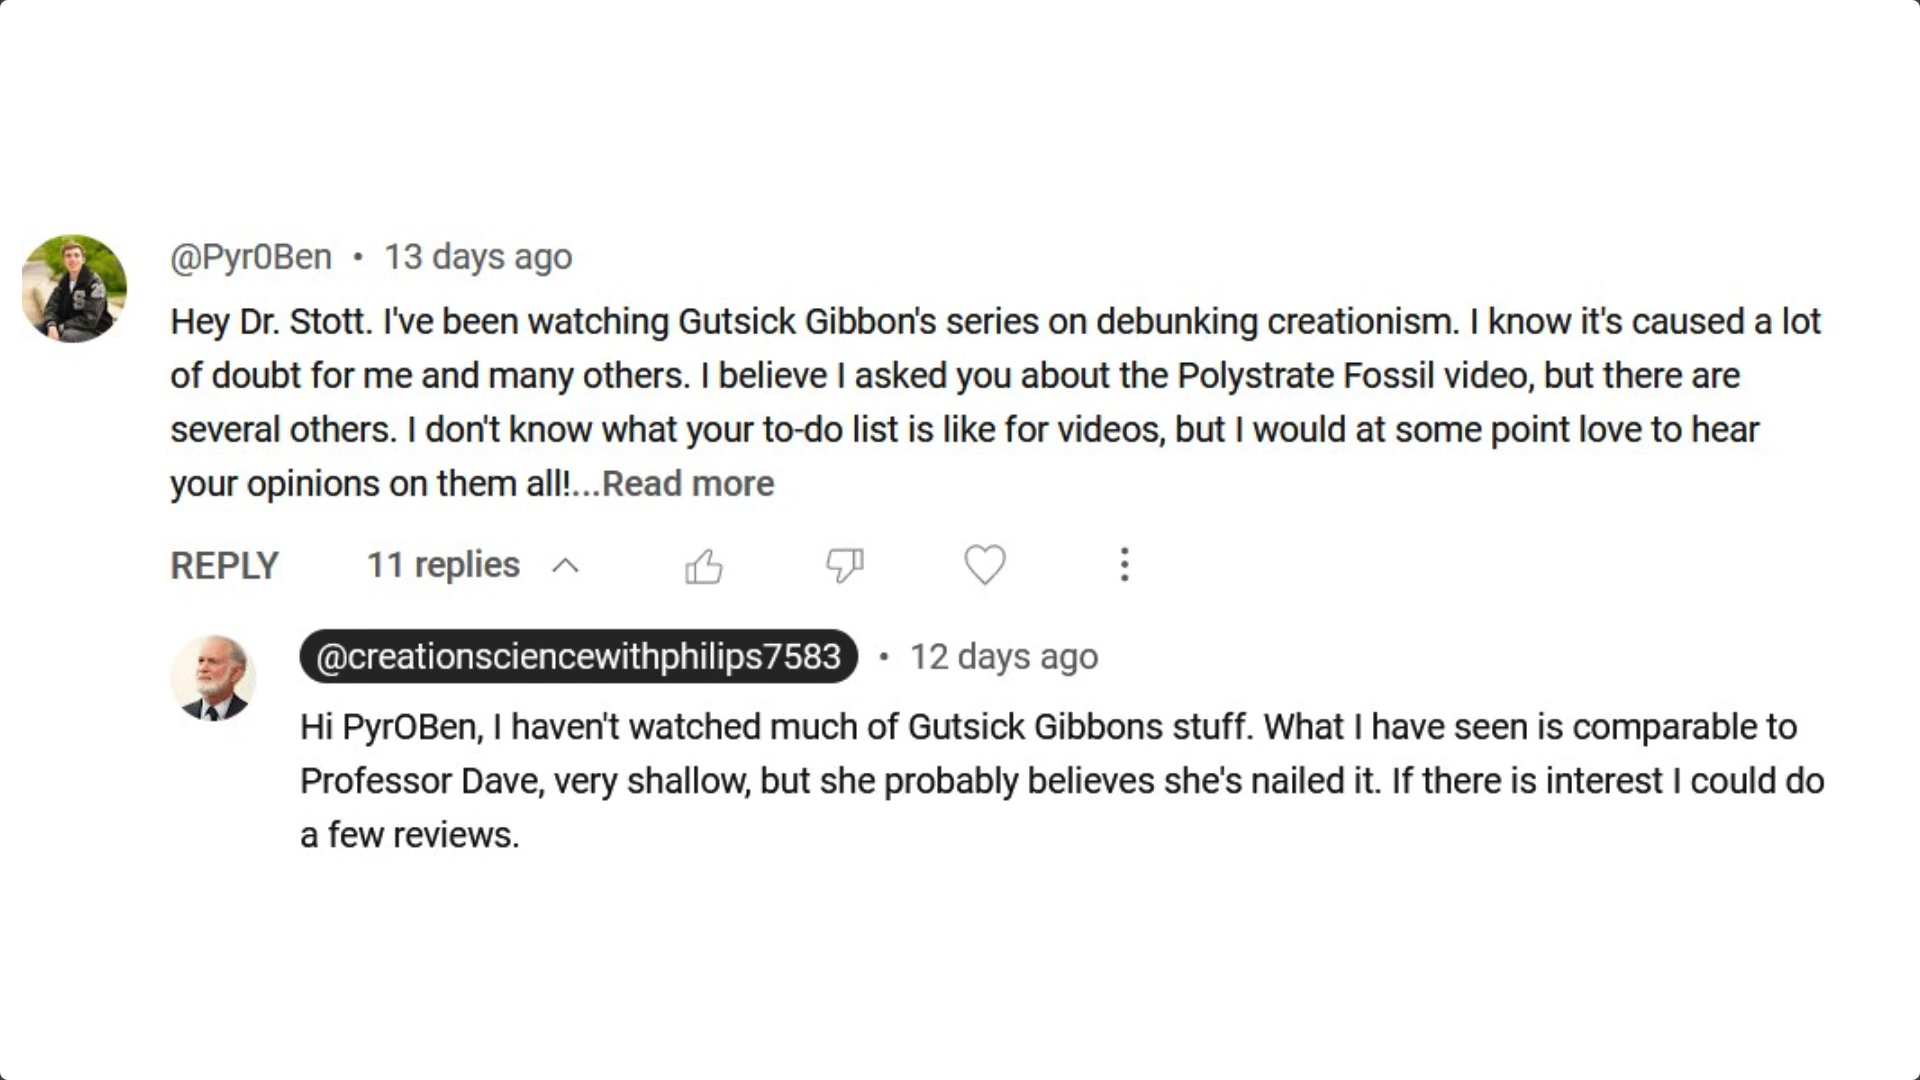 @Pyr0Ben • 13 days ago
Hey Dr. Stott. I've been watching Gutsick Gibbon's series on debunking creationism. I know it's caused a lot
of doubt for me and many others. I believe I asked you about the Polystrate Fossil video, but there are
several others. I don't know what your to-do list is like for videos, but I would at some point love to hear
your opinions on them all!...Read more
REPLY 11 replies
@creationsciencewithphilips7583 • 12 days ago
Hi PyrOBen, I haven't watched much of Gutsick Gibbons stuff. What I have seen is comparable to
Professor Dave, very shallow, but she probably believes she's nailed it. If there is interest I could do
a few reviews.